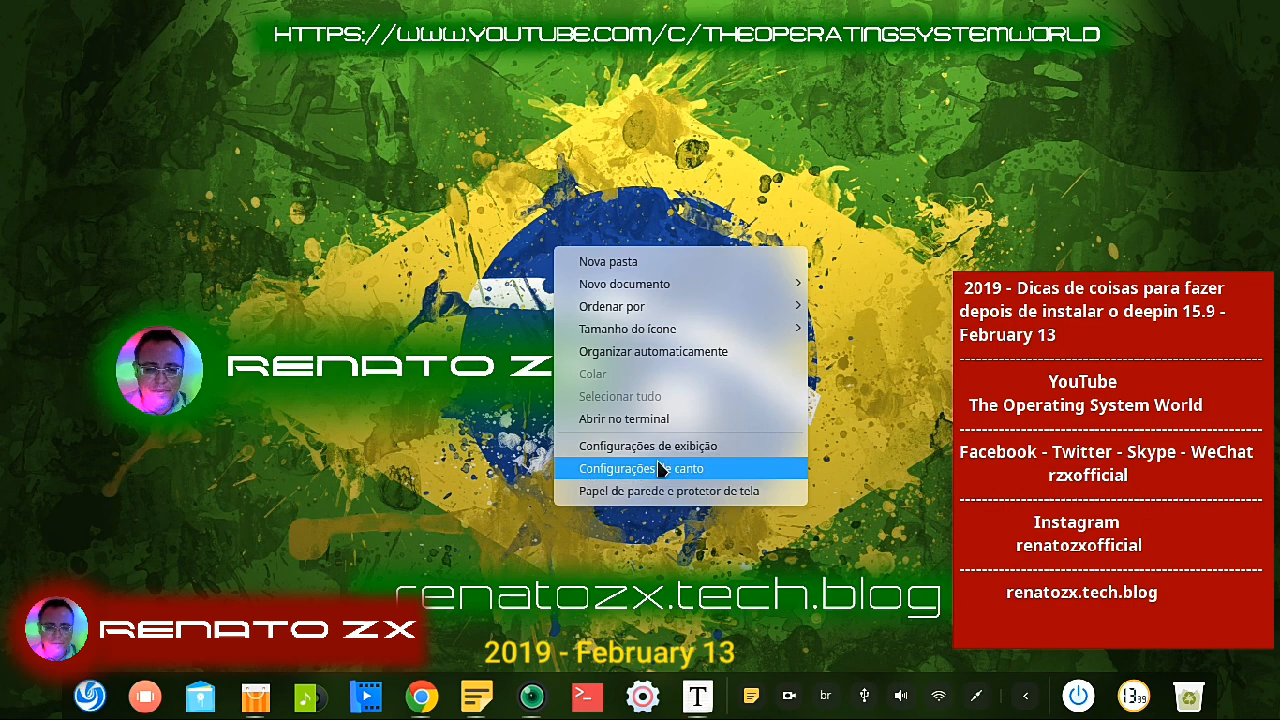 HTTPS://WWW.YOUTUBE.COM/C/THEOPERATINGSYSTEMWORLD
Nova pasta
Novo documento
Ordenar por
Tamanho do ícone
Organizar automaticamente
Colar
Selecionar tudo
Abrir no terminal
Configurações de exibição
Configurações de canto
Papel de parede e protetor de tela
RENATO Z
2019 - Dicas de coisas para fazer
depois de instalar o deepin 15.9 -
February 13
YouTube
The Operating System World
Facebook - Twitter - Skype - WeChat
rzxofficial
Instagram
renatozxofficial
renatozx.tech.blog
renatozx.tech.blog
RENATO ZX
2019 - February 13
T
br
13 39